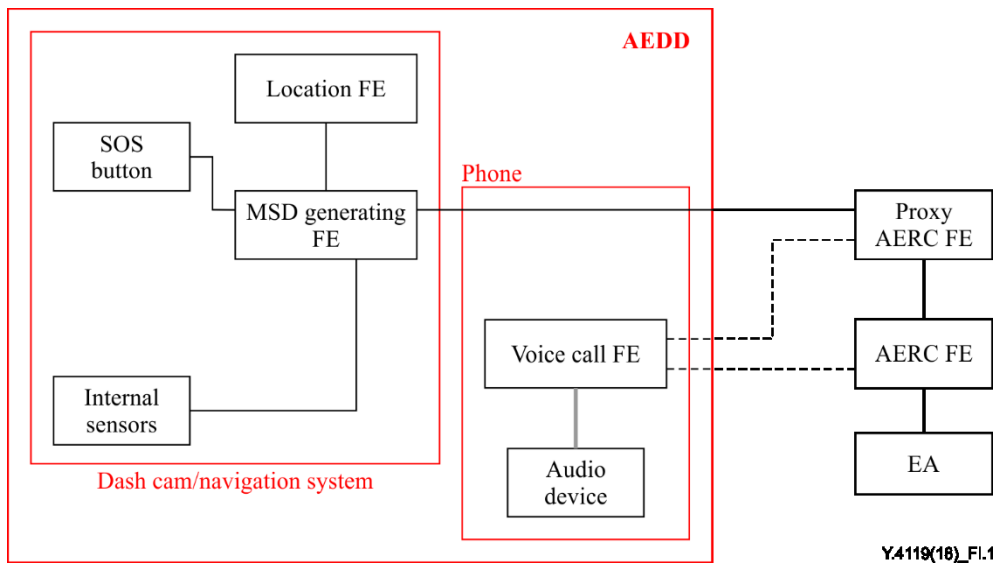 AEDD
Location FE
SOS
button
Phone
MSD generating
FE
Proxy
AERC FE
Voice call FE
AERC FE
Internal
sensors
Audio
device
EA
Dash cam/navigation system
Y.4119(18)_FI.1